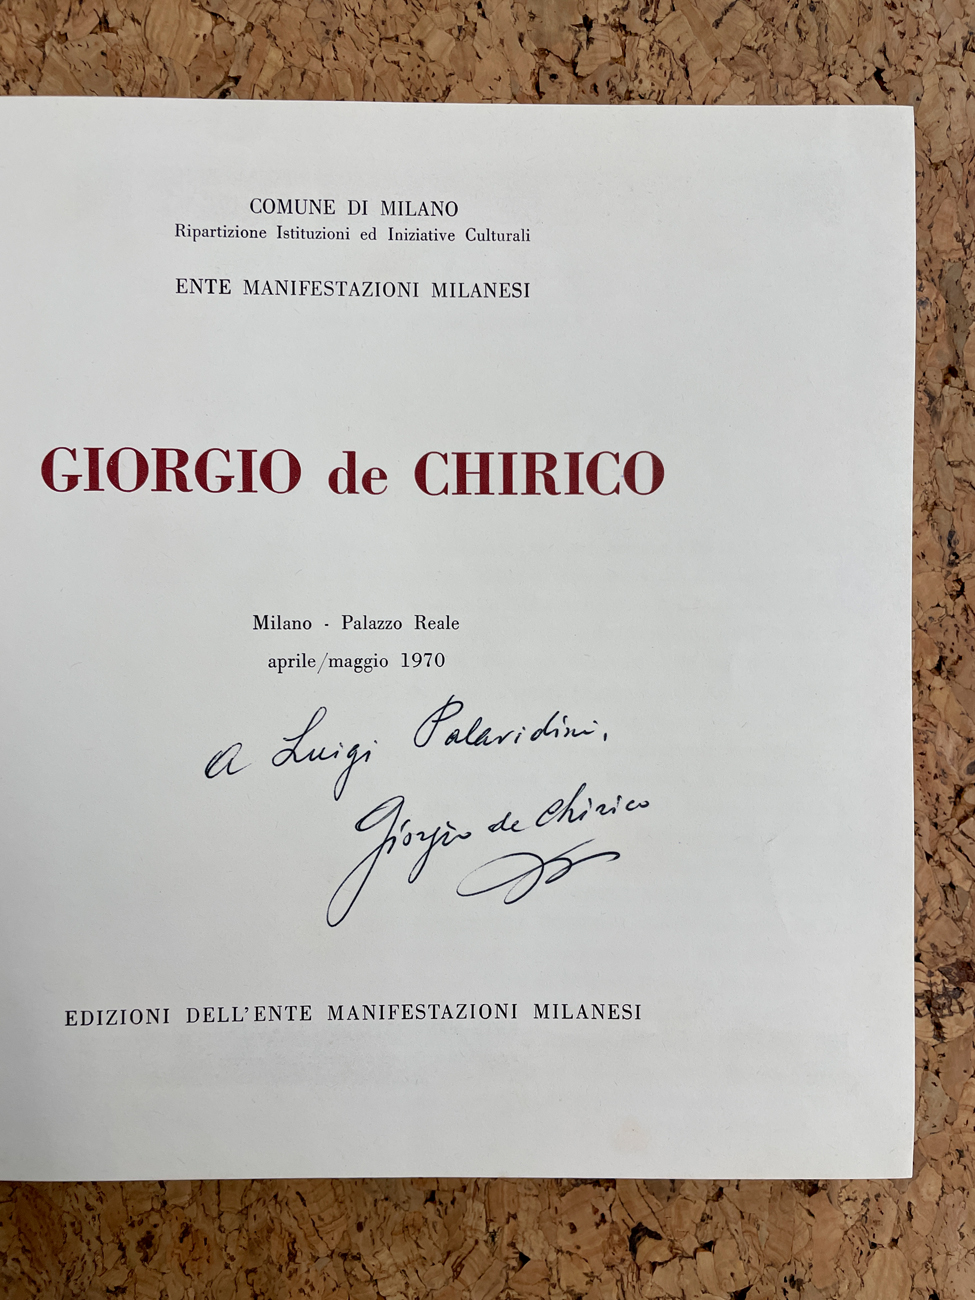 COMUNE DI MILANO
Ripartizione Istituzioni ed Iniziative Culturali
ENTE MANIFESTAZIONI MILANESI
GIORGIO de CHIRICO
Milano - Palazzo Reale
aprile/maggio 1970
a Luigi Palavidini,
Giorgio de Chirico
EDIZIONI DELL'ENTE MANIFESTAZIONI MILANESI